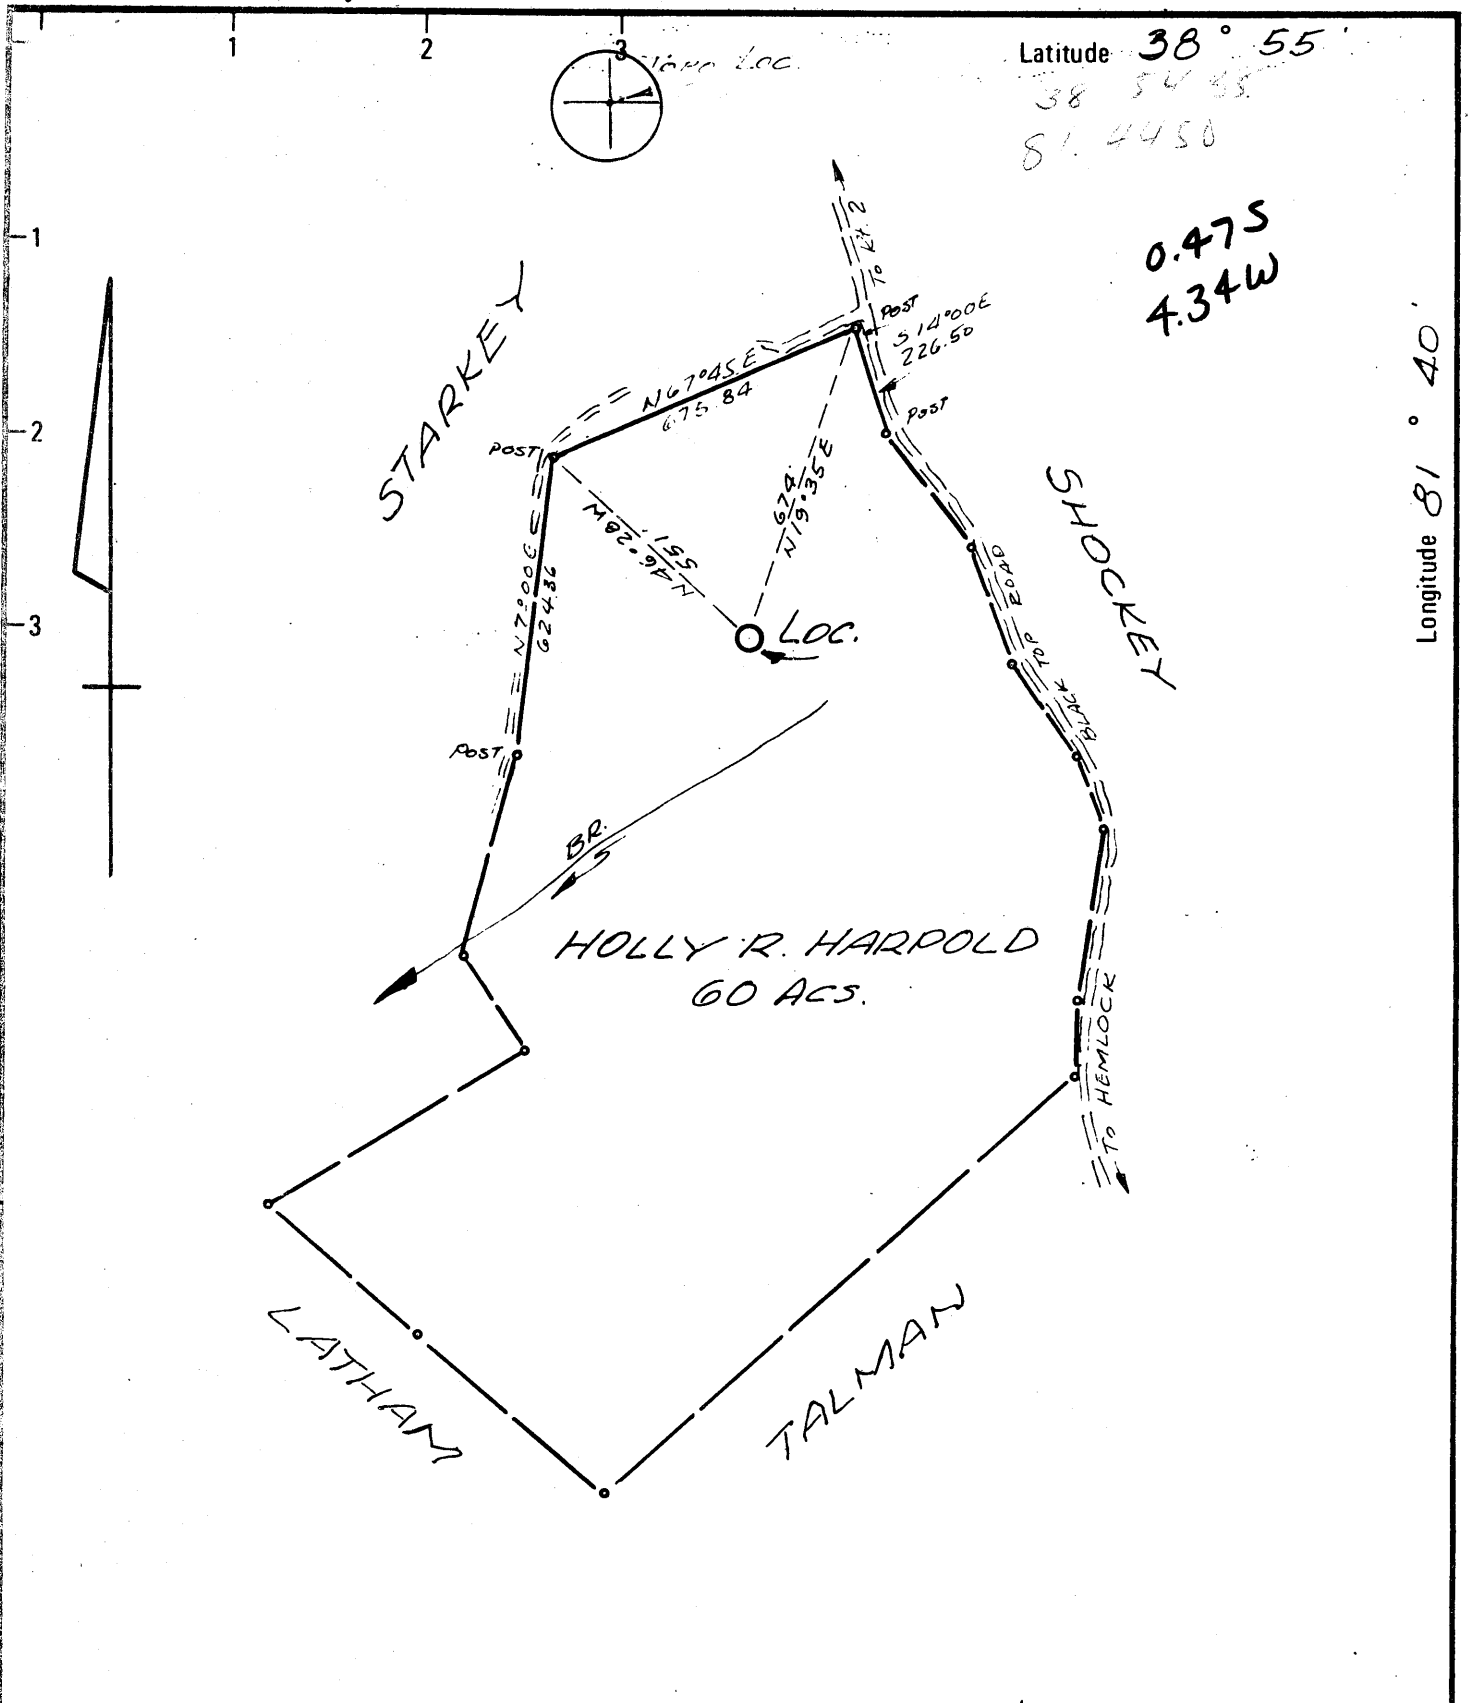 1
2
3
Loc.
Latitude 38° 55'
38 54
81. 4450
0.47S
4.34W
1
2
3
Longitude 81° 40'
To Rt. 2
STARKEY
POST
S 14°00E
226.50
N67°45E
675.84
POST
POST
624'
N19°35E
N46°28W
551'
N7°00E
624.36
SHOCKEY
BLACK TOP ROAD
LOC.
POST
BR.
HOLLY R. HARPOLD
60 ACS.
TO HEMLOCK
LATHAM
TALMAN